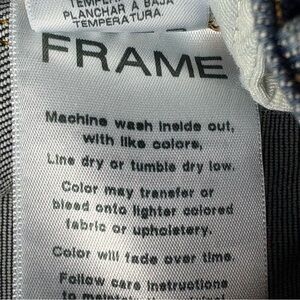 PLANCHAR A BAJA
TEMPERATURA.
FRAME
Machine wash inside out,
with like colors,
Line dry or tumble dry low.
Color may transfer or
bleed onto lighter colored
fabric or upholstery.
Color will fade over time.
Follow care instructions
to